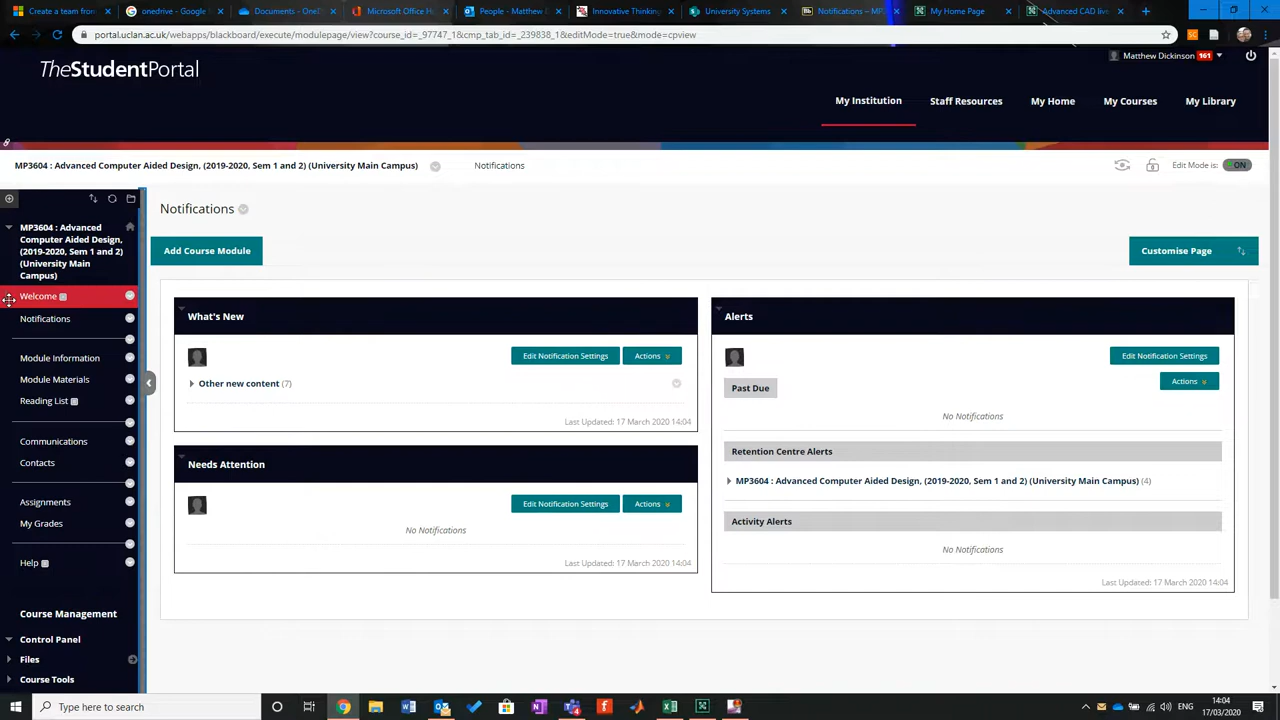 Create a team from
onedrive - Google
Documents - OneD
Microsoft Office H
People - Matthew D
Innovative Thinking
University Systems
Notifications – MP
My Home Page
Advanced CAD live
portal.uclan.ac.uk/webapps/blackboard/execute/modulepage/view?course_id=_97747_1&cmp_tab_id=_239838_1&editMode=true&mode=cpview
TheStudentPortal
Matthew Dickinson 161
My Institution
Staff Resources
My Home
My Courses
My Library
MP3604 : Advanced Computer Aided Design, (2019-2020, Sem 1 and 2) (University Main Campus)
Notifications
Edit Mode is: ON
MP3604 : Advanced
Computer Aided Design,
(2019-2020, Sem 1 and 2)
(University Main
Campus)
Welcome
Notifications
Module Information
Module Materials
Reading List
Communications
Contacts
Assignments
My Grades
Help
Course Management
Control Panel
Files
Course Tools
Notifications
Add Course Module
Customise Page
What's New
Edit Notification Settings
Actions
Other new content (7)
Last Updated: 17 March 2020 14:04
Needs Attention
Edit Notification Settings
Actions
No Notifications
Last Updated: 17 March 2020 14:04
Alerts
Edit Notification Settings
Actions
Past Due
No Notifications
Retention Centre Alerts
MP3604 : Advanced Computer Aided Design, (2019-2020, Sem 1 and 2) (University Main Campus) (4)
Activity Alerts
No Notifications
Last Updated: 17 March 2020 14:04
Type here to search
ENG
14:04
17/03/2020